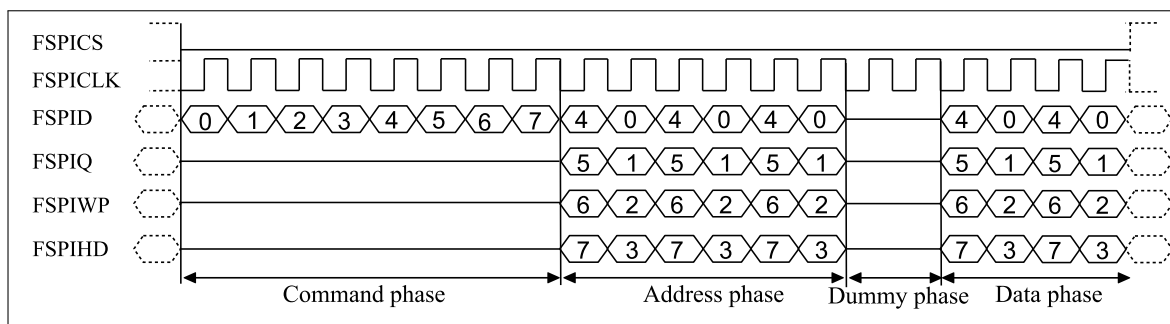 FSPICS
FSPICLK
FSPID 0 1 2 3 4 5 6 7 4 0 4 0 4 0 4 0 4 0
FSPIQ 5 1 5 1 5 1 5 1 5 1
FSPIWP 6 2 6 2 6 2 6 2 6 2
FSPIHD 7 3 7 3 7 3 7 3 7 3
Command phase Address phase Dummy phase Data phase